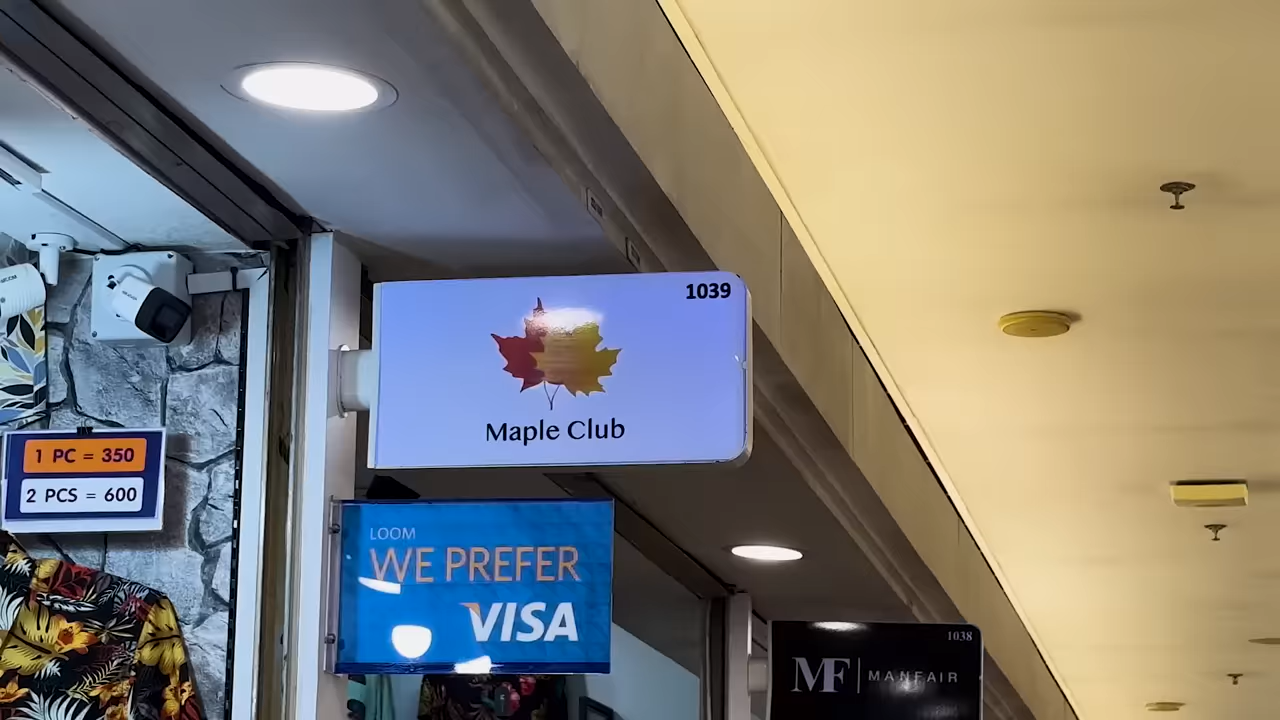 1039
Maple Club
1 PC = 350
2 PCS = 600
LOOM
WE PREFER
VISA
1038
MF MANFAIR